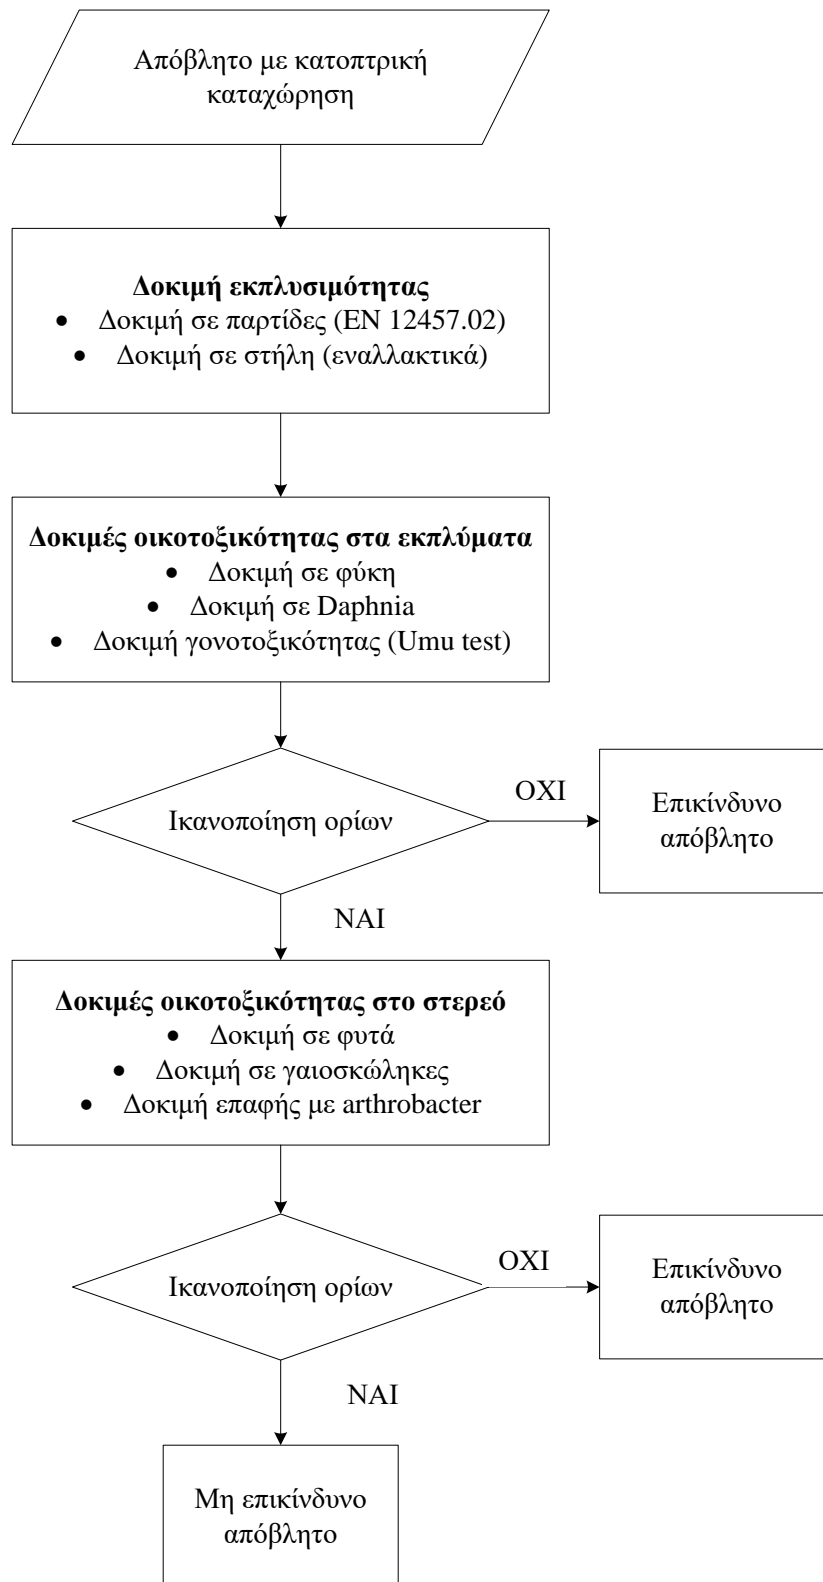 Απόβλητο με κατοπτρική
καταχώρηση
Δοκιμή εκπλυσιμότητας
• Δοκιμή σε παρτίδες (EN 12457.02)
• Δοκιμή σε στήλη (εναλλακτικά)
Δοκιμές οικοτοξικότητας στα εκπλύματα
• Δοκιμή σε φύκη
• Δοκιμή σε Daphnia
• Δοκιμή γονοτοξικότητας (Umu test)
Ικανοποίηση ορίων
ΟΧΙ
Επικίνδυνο
απόβλητο
ΝΑΙ
Δοκιμές οικοτοξικότητας στο στερεό
• Δοκιμή σε φυτά
• Δοκιμή σε γαιοσκώληκες
• Δοκιμή επαφής με arthrobacter
Ικανοποίηση ορίων
ΟΧΙ
Επικίνδυνο
απόβλητο
ΝΑΙ
Μη επικίνδυνο
απόβλητο